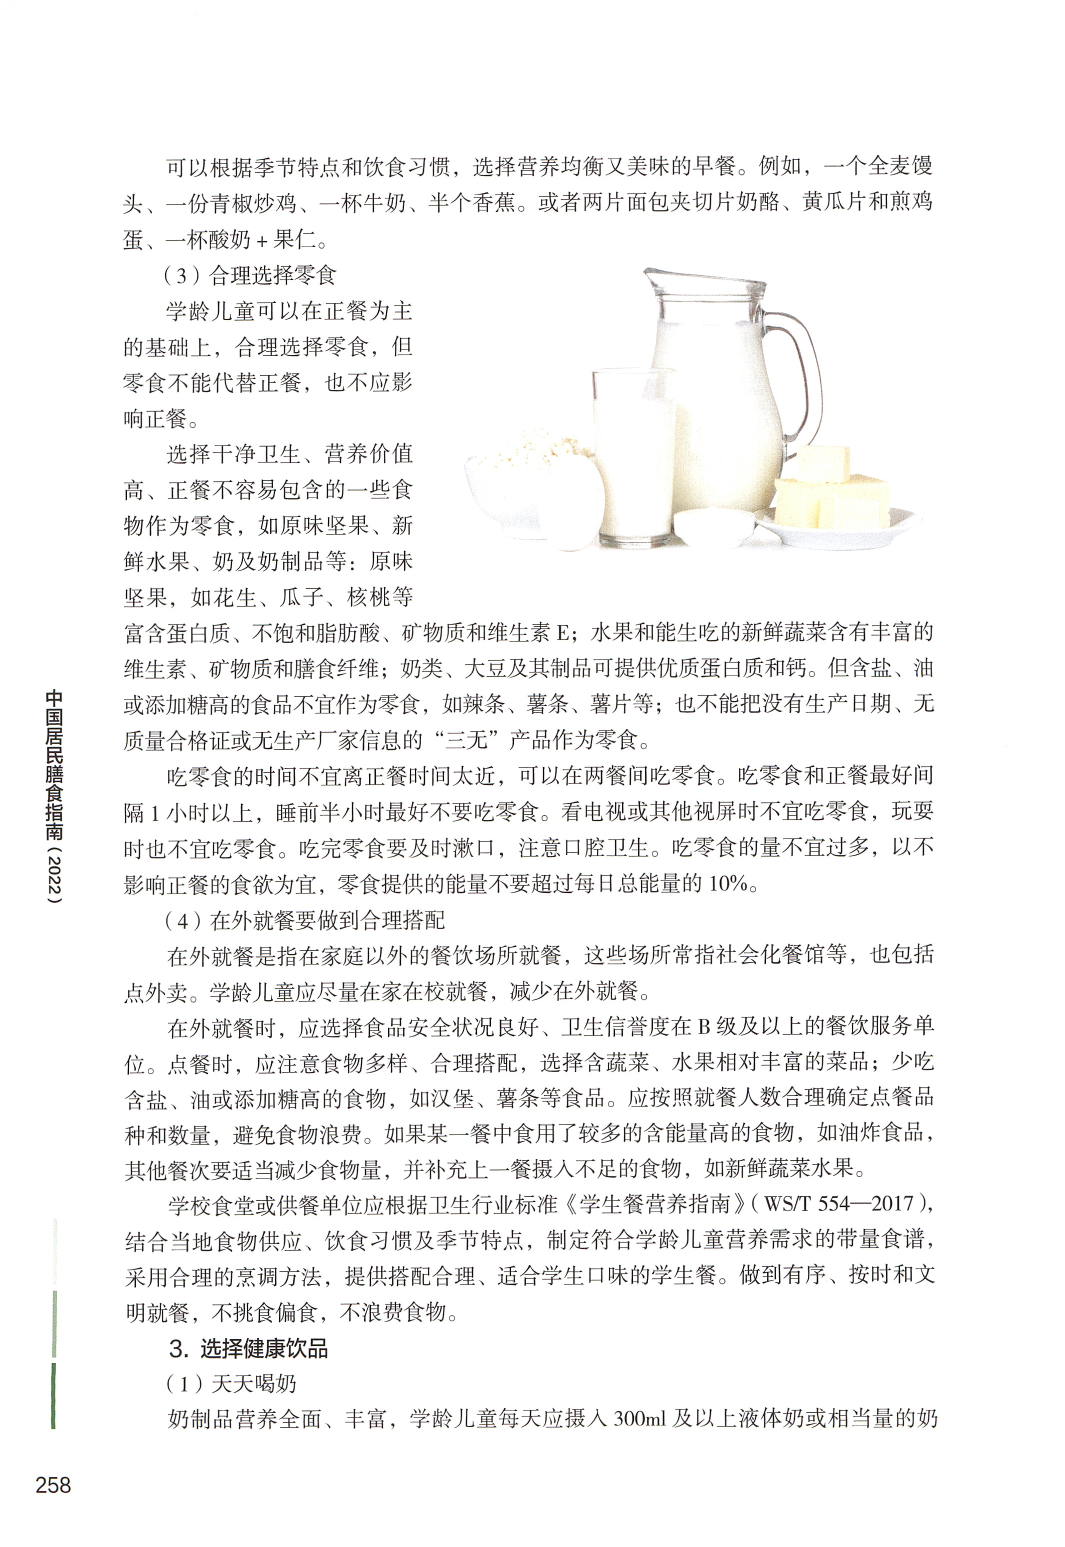 可以根据季节特点和饮食习惯，选择营养均衡又美味的早餐。例如，一个全麦馒
头、一份青椒炒鸡、一杯牛奶、半个香蕉。或者两片面包夹切片奶酪、黄瓜片和煎鸡
蛋、一杯酸奶 + 果仁。
（3）合理选择零食
学龄儿童可以在正餐为主
的基础上，合理选择零食，但
零食不能代替正餐，也不应影
响正餐。
选择干净卫生、营养价值
高、正餐不容易包含的一些食
物作为零食，如原味坚果、新
鲜水果、奶及奶制品等：原味
坚果，如花生、瓜子、核桃等
富含蛋白质、不饱和脂肪酸、矿物质和维生素 E；水果和能生吃的新鲜蔬菜含有丰富的
维生素、矿物质和膳食纤维；奶类、大豆及其制品可提供优质蛋白质和钙。但含盐、油
或添加糖高的食品不宜作为零食，如辣条、薯条、薯片等；也不能把没有生产日期、无
质量合格证或无生产厂家信息的“三无”产品作为零食。
吃零食的时间不宜离正餐时间太近，可以在两餐间吃零食。吃零食和正餐最好间
隔 1 小时以上，睡前半小时最好不要吃零食。看电视或其他视屏时不宜吃零食，玩耍
时也不宜吃零食。吃完零食要及时漱口，注意口腔卫生。吃零食的量不宜过多，以不
影响正餐的食欲为宜，零食提供的能量不要超过每日总能量的 10%。
（4）在外就餐要做到合理搭配
在外就餐是指在家庭以外的餐饮场所就餐，这些场所常指社会化餐馆等，也包括
点外卖。学龄儿童应尽量在家在校就餐，减少在外就餐。
在外就餐时，应选择食品安全状况良好、卫生信誉度在 B 级及以上的餐饮服务单
位。点餐时，应注意食物多样、合理搭配，选择含蔬菜、水果相对丰富的菜品；少吃
含盐、油或添加糖高的食物，如汉堡、薯条等食品。应按照就餐人数合理确定点餐品
种和数量，避免食物浪费。如果某一餐中食用了较多的含能量高的食物，如油炸食品，
其他餐次要适当减少食物量，并补充上一餐摄入不足的食物，如新鲜蔬菜水果。
学校食堂或供餐单位应根据卫生行业标准《学生餐营养指南》（WS/T 554—2017），
结合当地食物供应、饮食习惯及季节特点，制定符合学龄儿童营养需求的带量食谱，
采用合理的烹调方法，提供搭配合理、适合学生口味的学生餐。做到有序、按时和文
明就餐，不挑食偏食，不浪费食物。
3. 选择健康饮品
（1）天天喝奶
奶制品营养全面、丰富，学龄儿童每天应摄入 300ml 及以上液体奶或相当量的奶
中国居民膳食指南（2022）
258